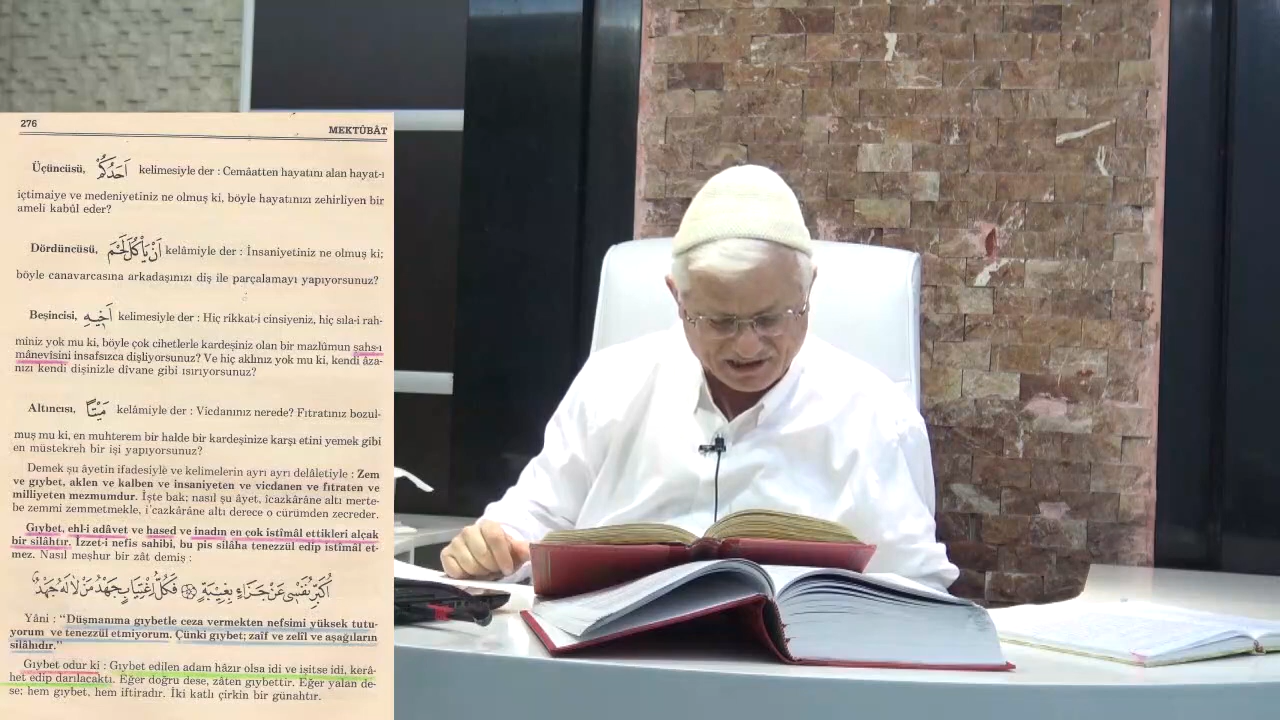 276
MEKTÛBÂT
Üçüncüsü, اَحَدُكُمْ kelimesiyle der : Cemâatten hayatını alan hayat-ı
içtimaiye ve medeniyetiniz ne olmuş ki, böyle hayatınızı zehirliyen bir
ameli kabûl eder?
Dördüncüsü, اَنْ يَاْكُلَ لَحْمَ kelâmiyle der : İnsaniyetiniz ne olmuş ki;
böyle canavarcasına arkadaşınızı diş ile parçalamayı yapıyorsunuz?
Beşincisi, اَخِيهِ kelimesiyle der : Hiç rikkat-i cinsiyeniz, hiç sıla-i rah-
miniz yok mu ki, böyle çok cihetlerle kardeşiniz olan bir mazlûmun şahs-ı
mânevîsini insafsızca dişliyorsunuz? Ve hiç aklınız yok mu ki, kendi âza-
nızı kendi dişinizle dîvane gibi ısırıyorsunuz?
Altıncısı, مَيْتًا kelâmiyle der : Vicdanınız nerede? Fıtratınız bozul-
muş mu ki, en muhterem bir halde bir kardeşinize karşı etini yemek gibi
en müstekreh bir işi yapıyorsunuz?
Demek şu âyetin ifadesiyle ve kelimelerin ayrı ayrı delâletiyle : Zem
ve gıybet, aklen ve kalben ve insaniyeten ve vicdanen ve fıtraten ve
milliyeten mezmumdur. İşte bak; nasıl şu âyet, îcazkârâne altı merte-
be zemmi zemmetmekle, i'cazkârâne altı derece o cürümden zecreder.
Gıybet, ehl-i adâvet ve hased ve inadın en çok istîmâl ettikleri alçak
bir silâhtır. İzzet-i nefis sahibi, bu pis silâha tenezzül edip istîmâl et-
mez. Nasıl meşhur bir zât demiş :
اُكَبِّرُ نَفْسِى عَنْ جَزَاءٍ بِغِيْبَةٍ ۞ فَكُلُّ اغْتِيَابٍ جَهْدُ مَنْ لَا لَهُ جَهْدٌ
Yâni : "Düşmanıma gıybetle ceza vermekten nefsimi yüksek tutu-
yorum ve tenezzül etmiyorum. Çünki gıybet; zaif ve zelîl ve aşağıların
silâhıdır."
Gıybet odur ki : Gıybet edilen adam hâzır olsa idi ve işitse idi, kerâ-
het edip darılacaktı. Eğer doğru dese, zâten gıybettir. Eğer yalan de-
se; hem gıybet, hem iftiradır. İki katlı çirkin bir günahtır.